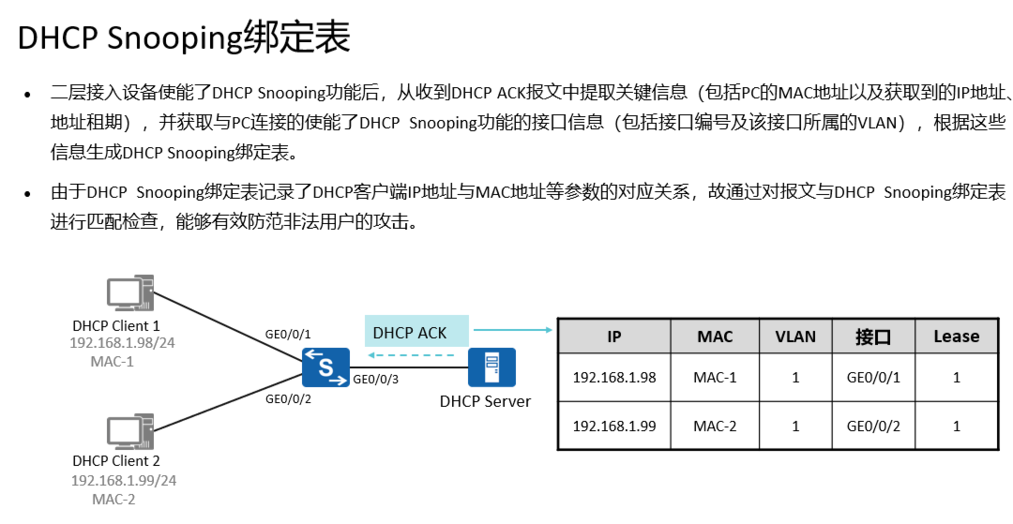 DHCP Snooping绑定表
• 二层接入设备使能了DHCP Snooping功能后，从收到DHCP ACK报文中提取关键信息（包括PC的MAC地址以及获取到的IP地址、
地址租期），并获取与PC连接的使能了DHCP Snooping功能的接口信息（包括接口编号及该接口所属的VLAN），根据这些
信息生成DHCP Snooping绑定表。
• 由于DHCP Snooping绑定表记录了DHCP客户端IP地址与MAC地址等参数的对应关系，故通过对报文与DHCP Snooping绑定表
进行匹配检查，能够有效防范非法用户的攻击。
DHCP Client 1
192.168.1.98/24
MAC-1
GE0/0/1
S
GE0/0/2
GE0/0/3
DHCP ACK
DHCP Server
DHCP Client 2
192.168.1.99/24
MAC-2
IP MAC VLAN 接口 Lease
192.168.1.98 MAC-1 1 GE0/0/1 1
192.168.1.99 MAC-2 1 GE0/0/2 1